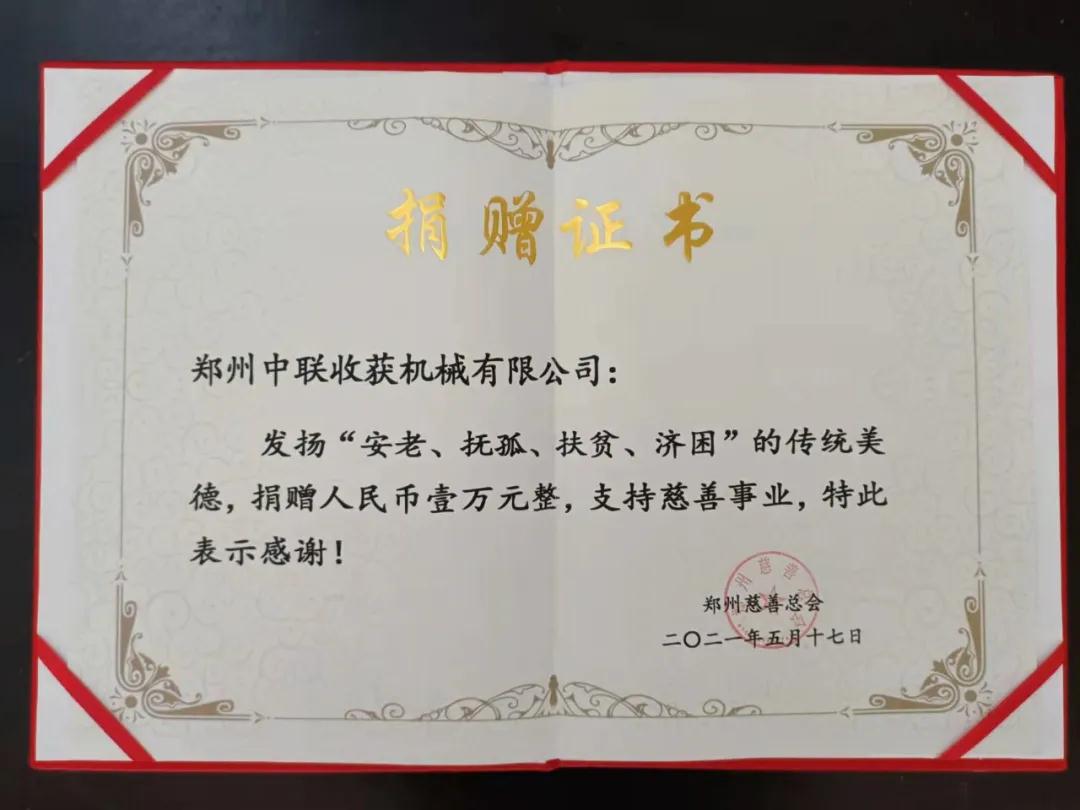 捐赠证书
郑州中联收获机械有限公司：
发扬“安老、抚孤、扶贫、济困”的传统美
德，捐赠人民币壹万元整，支持慈善事业，特此
表示感谢！
郑州慈善总会
二〇二一年五月十七日